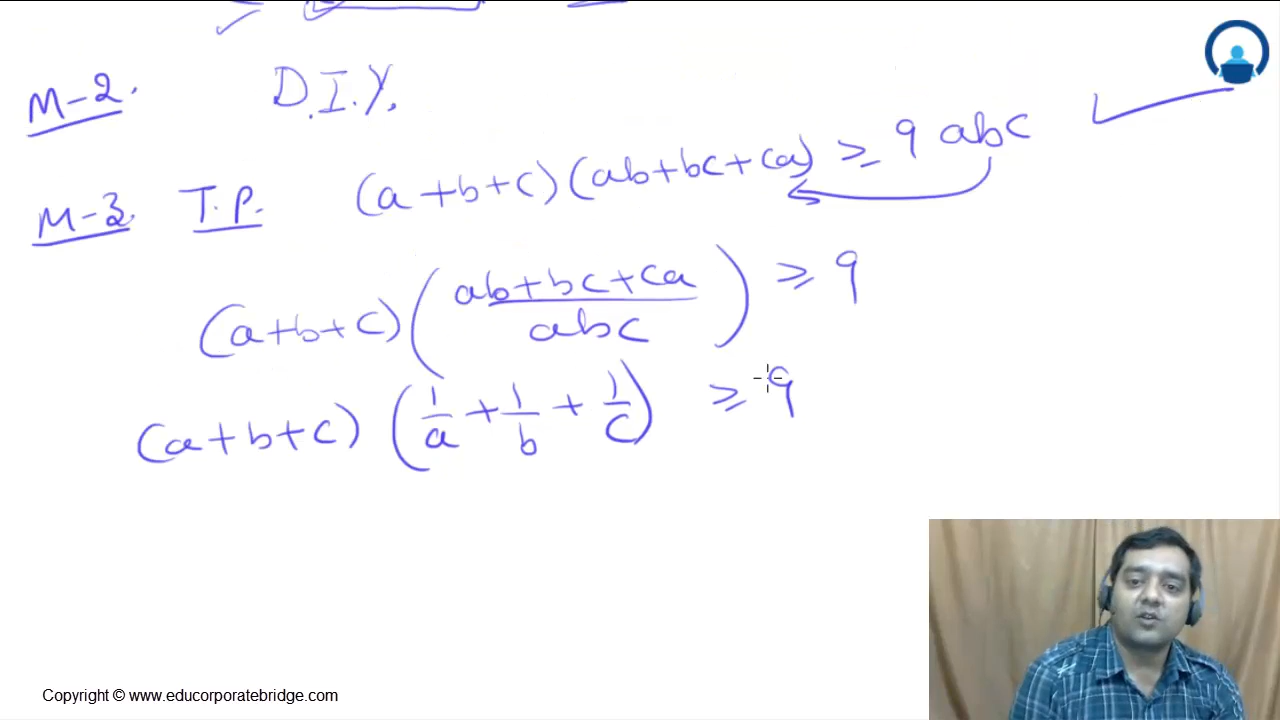 M-2. D.I.Y.
M-3. T.P. (a+b+c)(ab+bc+ca) ≥ 9 abc
(a+b+c)(ab+bc+ca/abc) ≥ 9
(a+b+c)(1/a+1/b+1/c) ≥ 9
Copyright © www.educorporatebridge.com